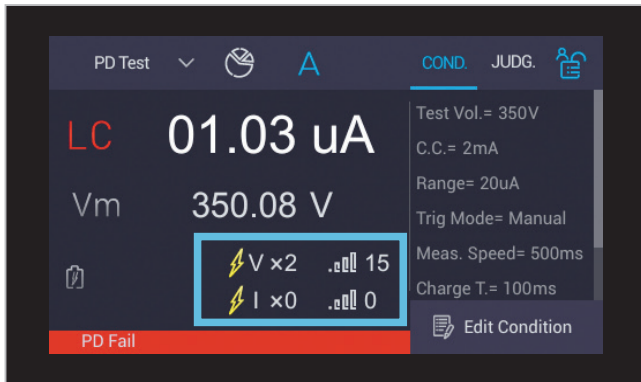 PD Test A COND. JUDG.
LC 01.03 uA
Vm 350.08 V
V ×2 15
I ×0 0
PD Fail
Test Vol.= 350V
C.C.= 2mA
Range= 20uA
Trig Mode= Manual
Meas. Speed= 500ms
Charge T.= 100ms
Edit Condition